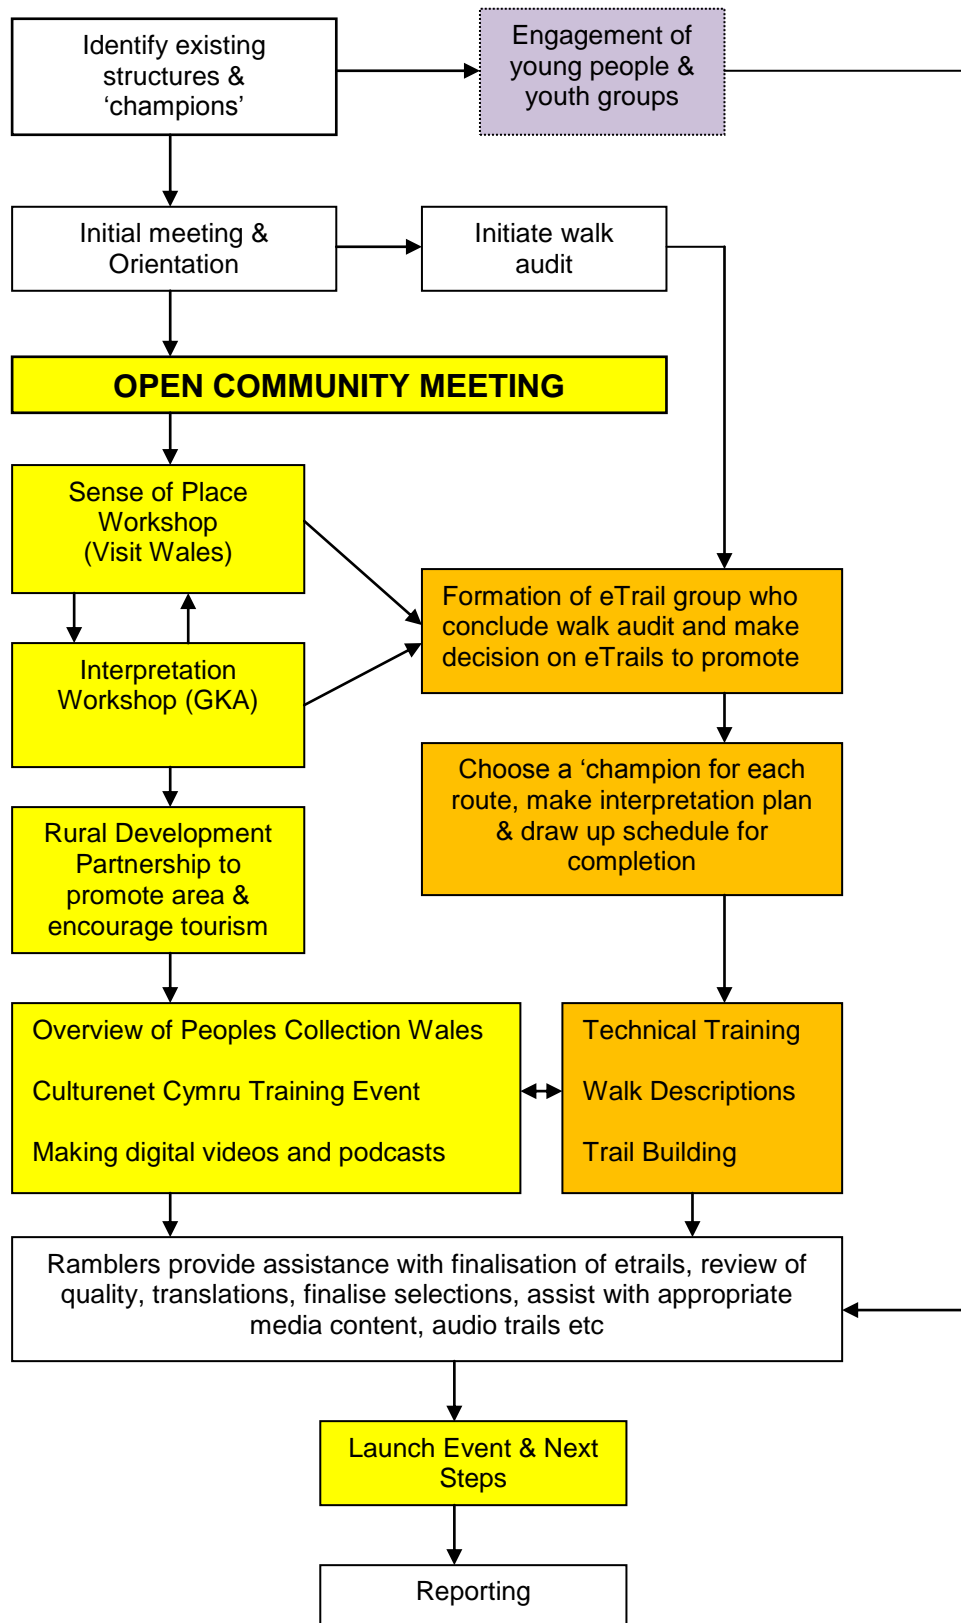 Identify existing
structures &
‘champions’
Engagement of
young people &
youth groups
Initial meeting &
Orientation
Initiate walk
audit
OPEN COMMUNITY MEETING
Sense of Place
Workshop
(Visit Wales)
Formation of eTrail group who
conclude walk audit and make
decision on eTrails to promote
Interpretation
Workshop (GKA)
Choose a ‘champion for each
route, make interpretation plan
& draw up schedule for
completion
Rural Development
Partnership to
promote area &
encourage tourism
Overview of Peoples Collection Wales
Culturenet Cymru Training Event
Making digital videos and podcasts
Technical Training
Walk Descriptions
Trail Building
Ramblers provide assistance with finalisation of etrails, review of
quality, translations, finalise selections, assist with appropriate
media content, audio trails etc
Launch Event & Next
Steps
Reporting